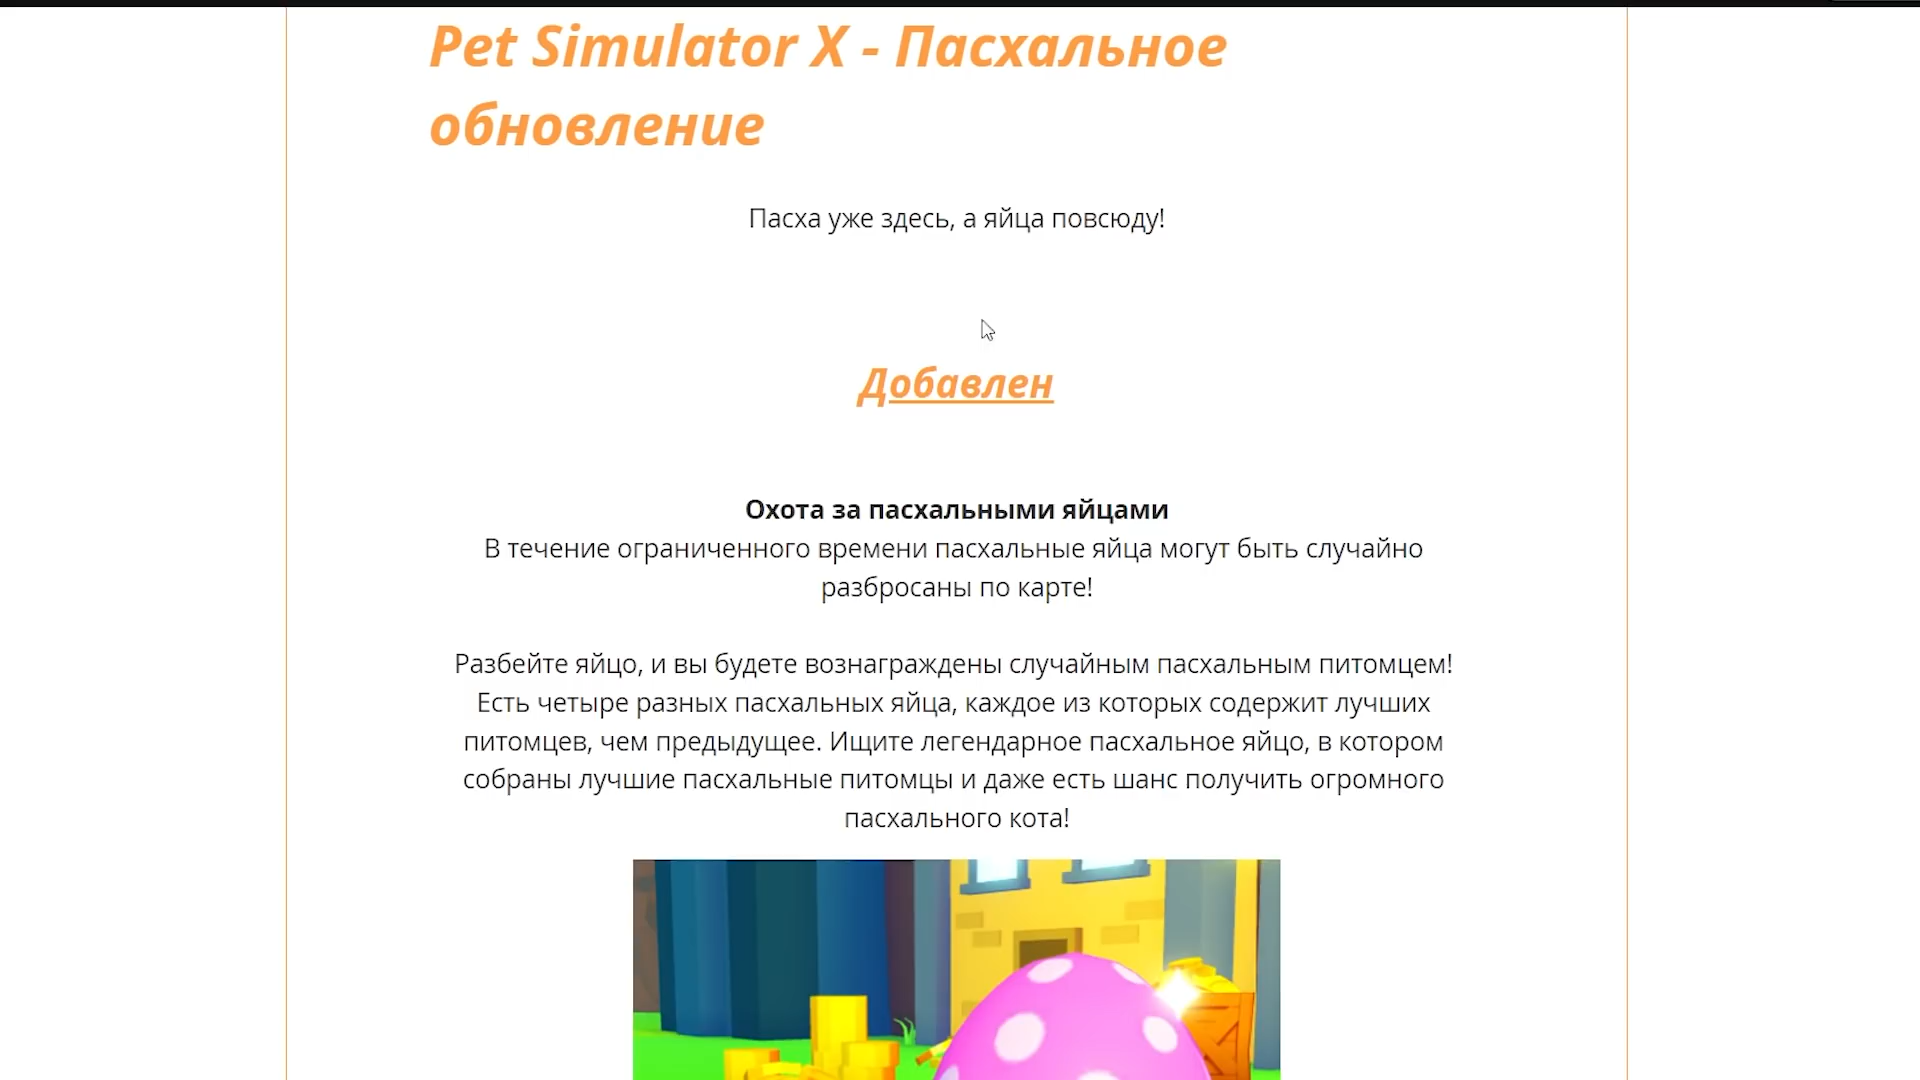 Pet Simulator X - Пасхальное
обновление
Пасха уже здесь, а яйца повсюду!
Добавлен
Охота за пасхальными яйцами
В течение ограниченного времени пасхальные яйца могут быть случайно
разбросаны по карте!
Разбейте яйцо, и вы будете вознаграждены случайным пасхальным питомцем!
Есть четыре разных пасхальных яйца, каждое из которых содержит лучших
питомцев, чем предыдущее. Ищите легендарное пасхальное яйцо, в котором
собраны лучшие пасхальные питомцы и даже есть шанс получить огромного
пасхального кота!